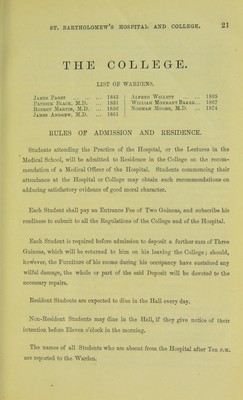 ST. BARTHOLOMEW'S HOSPITAL AND COLLEGE. 21
THE COLLEGE.
LIST OF WARDENS.
JAMES PAGET ... ... 1843
PATRICK BLACK, M.D. ... 1851
ROBERT MARTIN, M.D. ... 1856
JAMES ANDREW, M.D. ... 1861
ALFRED WILLETT ... ... 1865
WILLIAM MORRANT BAKER... 1867
NORMAN MOORE, M.D. ... 1874
RULES OF ADMISSION AND RESIDENCE.
Students attending the Practice of the Hospital, or the Lectures in the
Medical School, will be admitted to Residence in the College on the recom-
mendation of a Medical Officer of the Hospital. Students commencing their
attendance at the Hospital or College may obtain such recommendations on
adducing satisfactory evidence of good moral character.
Each Student shall pay an Entrance Fee of Two Guineas, and subscribe his
readiness to submit to all the Regulations of the College and of the Hospital.
Each Student is required before admission to deposit a further sum of Three
Guineas, which will be returned to him on his leaving the College; should,
however, the Furniture of his rooms during his occupancy have sustained any
wilful damage, the whole or part of the said Deposit will be devoted to the
necessary repairs.
Resident Students are expected to dine in the Hall every day.
Non-Resident Students may dine in the Hall, if they give notice of their
intention before Eleven o'clock in the morning.
The names of all Students who are absent from the Hospital after Ten P.M.
are reported to the Warden.